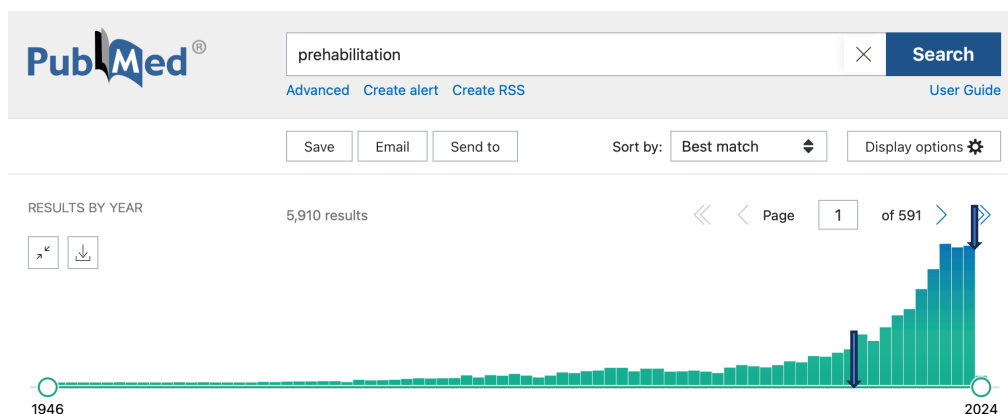 PubMed®
prehabilitation
Search
Advanced Create alert Create RSS
User Guide
Save Email Send to
Sort by: Best match
Display options
RESULTS BY YEAR
5,910 results
Page 1 of 591
1946
2024